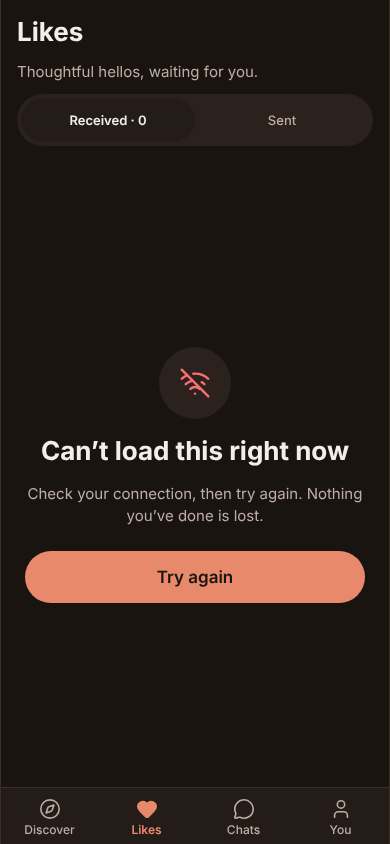 Likes
Thoughtful hellos, waiting for you.
Received · 0
Sent
Can’t load this right now
Check your connection, then try again. Nothing
you’ve done is lost.
Try again
Discover
Likes
Chats
You